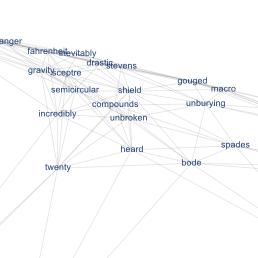 anger
fahrenheit
inevitably
drastic
stevens
gravity
sceptre
gouged
macro
semicircular
shield
compounds
unburying
incredibly
unbroken
spades
heard
bode
twenty